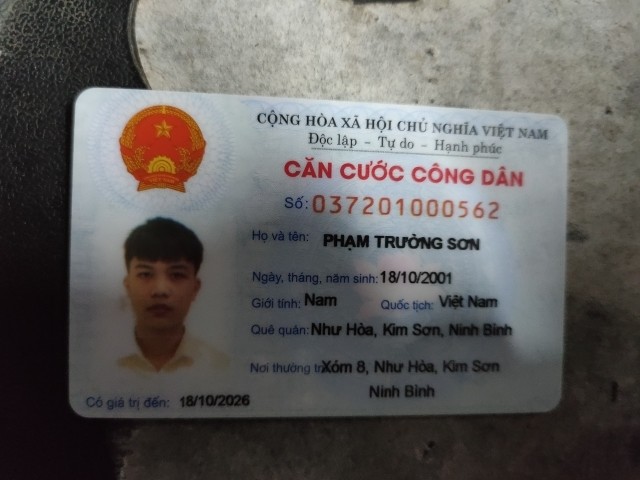 CỘNG HÒA XÃ HỘI CHỦ NGHĨA VIỆT NAM
Độc lập - Tự do - Hạnh phúc
CĂN CƯỚC CÔNG DÂN
Số: 037201000562
Họ và tên: PHẠM TRƯỜNG SƠN
Ngày, tháng, năm sinh: 18/10/2001
Giới tính: Nam Quốc tịch: Việt Nam
Quê quán: Như Hòa, Kim Sơn, Ninh Bình
Nơi thường tr Xóm 8, Như Hòa, Kim Sơn
Ninh Bình
Có giá trị đến: 18/10/2026